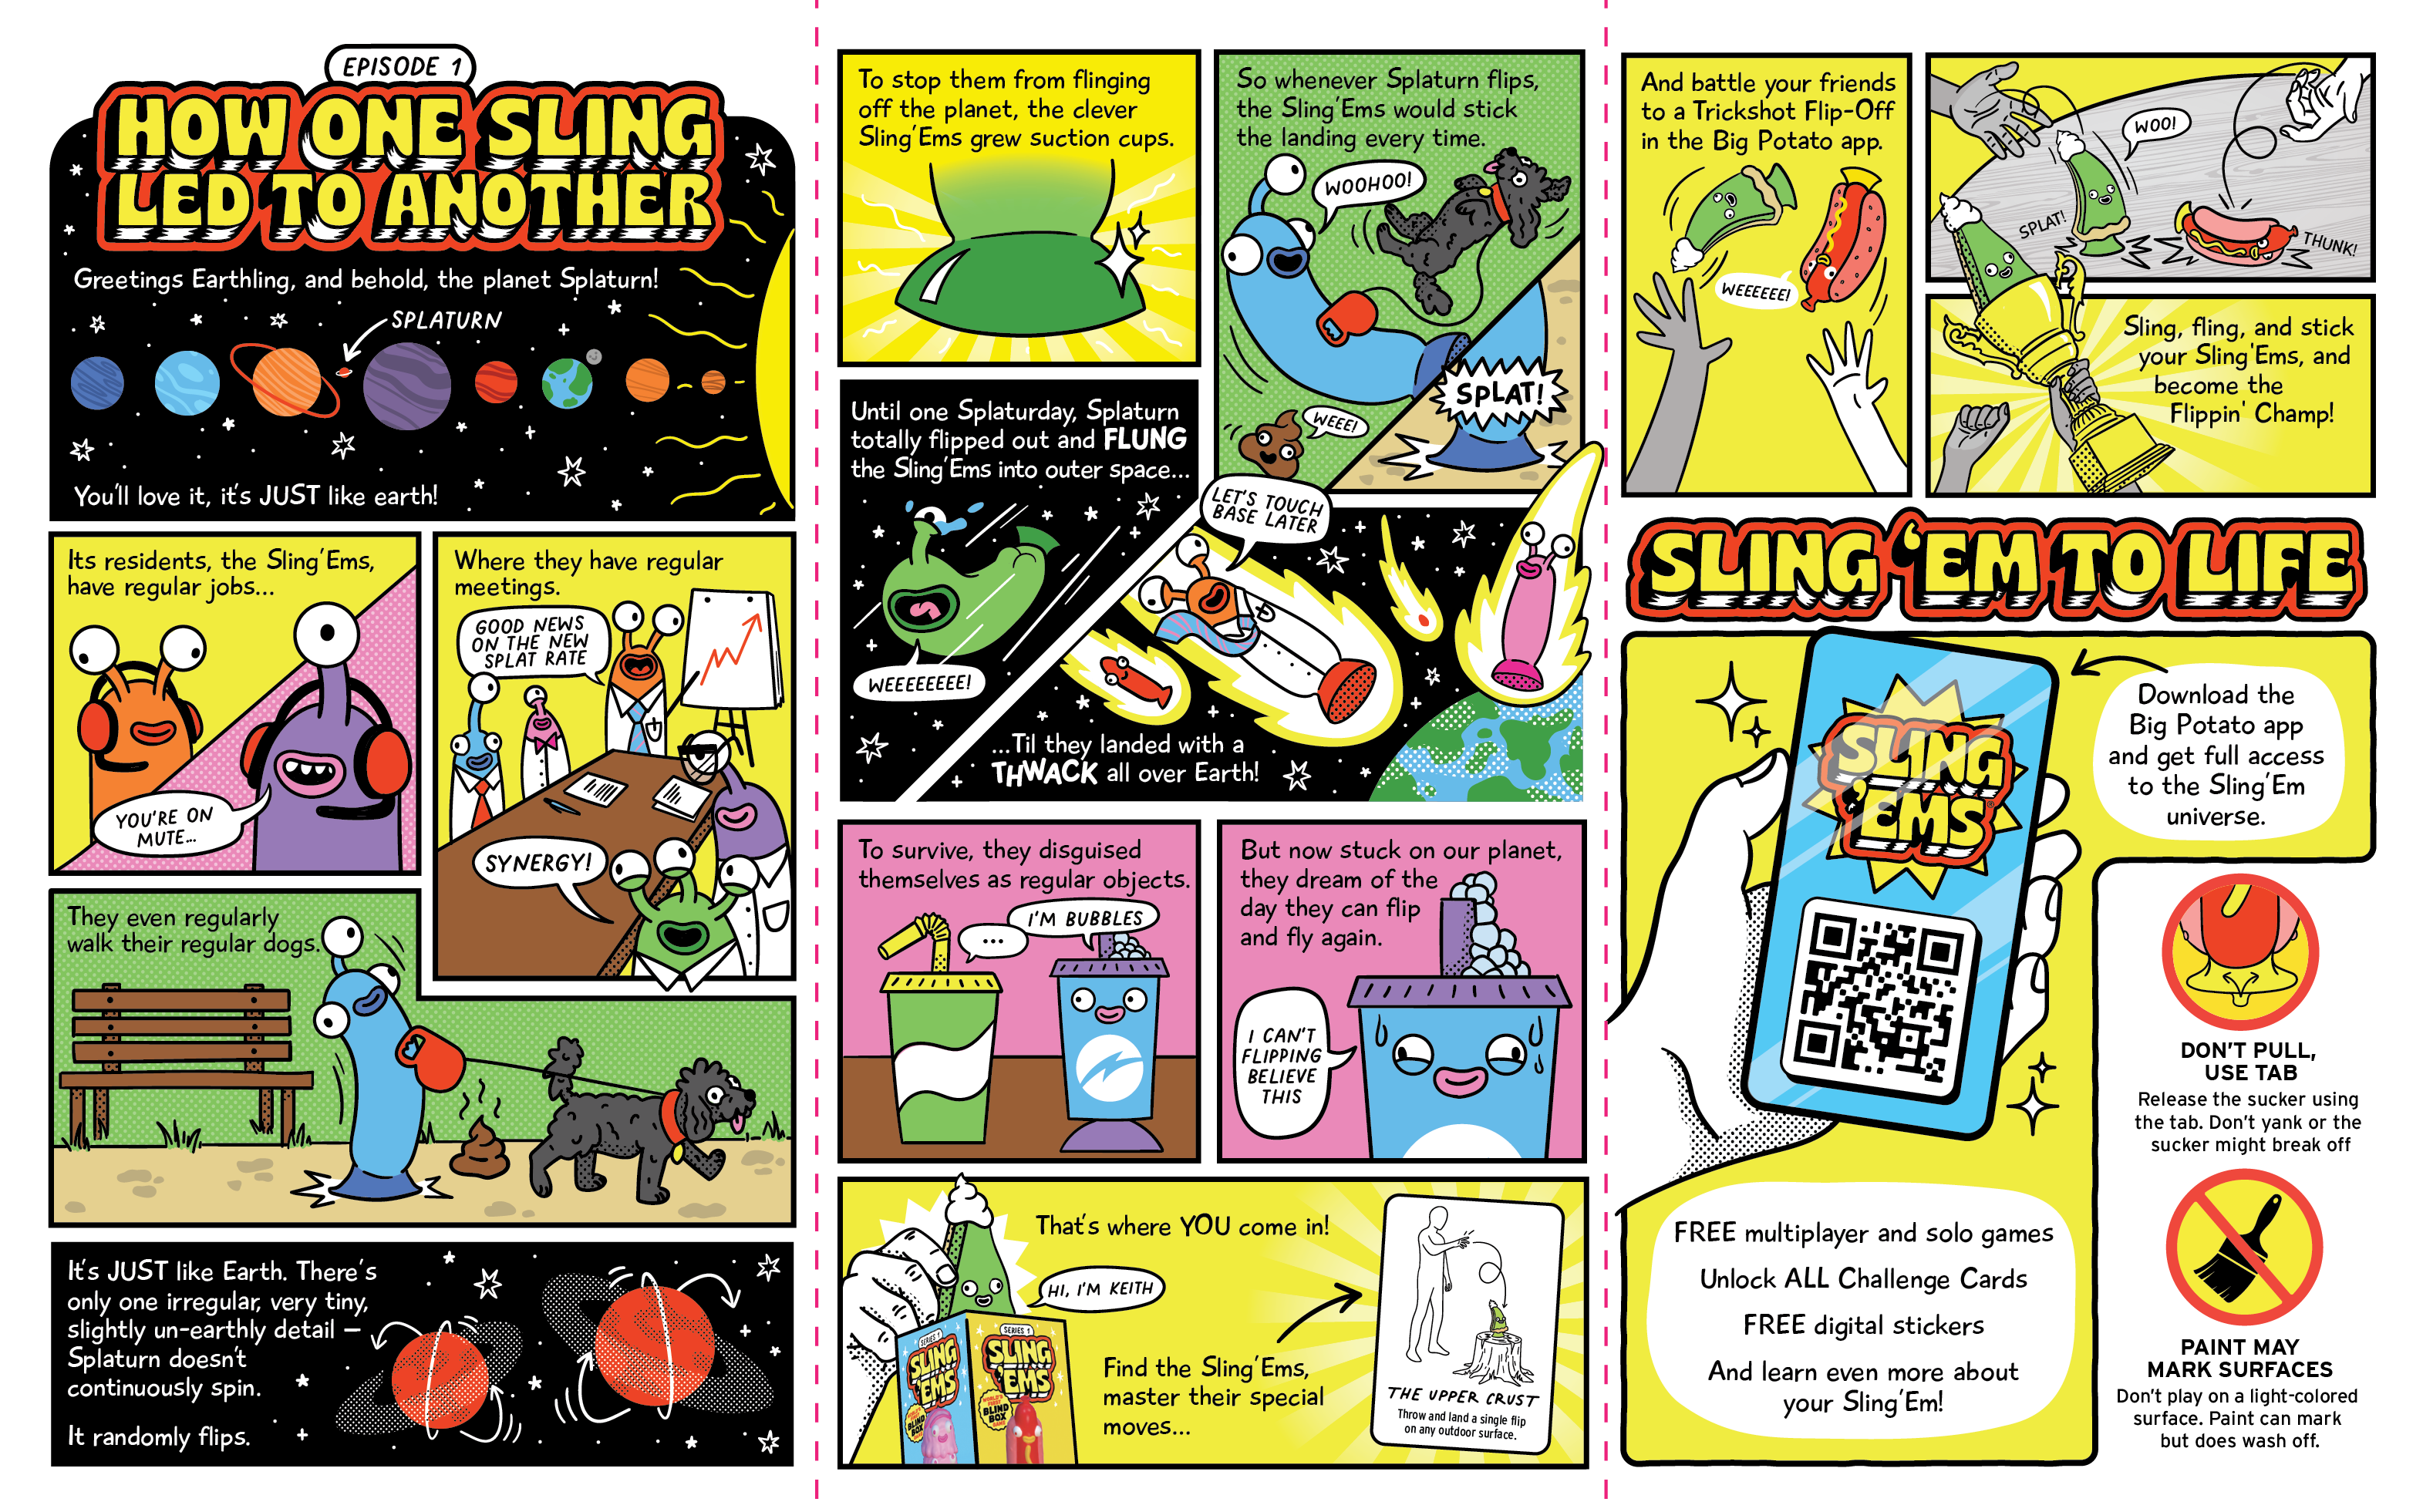 EPISODE 1
HOW ONE SLING
LED TO ANOTHER
Greetings Earthling, and behold, the planet Splaturn!
SPLATURN
You'll love it, it's JUST like earth!
Its residents, the Sling'Ems,
have regular jobs...
YOU'RE ON
MUTE...
Where they have regular
meetings.
GOOD NEWS
ON THE NEW
SPLAT RATE
SYNERGY!
They even regularly
walk their regular dogs.
It's JUST like Earth. There's
only one irregular, very tiny,
slightly un-earthly detail –
Splaturn doesn't
continuously spin.
It randomly flips.
To stop them from flinging
off the planet, the clever
Sling'Ems grew suction cups.
So whenever Splaturn flips,
the Sling'Ems would stick
the landing every time.
WOOHOO!
WEEE!
SPLAT!
Until one Splaturday, Splaturn
totally flipped out and FLUNG
the Sling'Ems into outer space...
WEEEEEEEE!
LET'S TOUCH
BASE LATER
...Til they landed with a
THWACK all over Earth!
To survive, they disguised
themselves as regular objects.
...
I'M BUBBLES
But now stuck on our planet,
they dream of the
day they can flip
and fly again.
I CAN'T
FLIPPING
BELIEVE
THIS
That's where YOU come in!
HI, I'M KEITH
SERIES 1
SLING
'EMS
BLIND
BOX
SERIES 1
SLING
'EMS
BLIND
BOX
Find the Sling'Ems,
master their special
moves...
THE UPPER CRUST
Throw and land a single flip
on any outdoor surface.
And battle your friends
to a Trickshot Flip-Off
in the Big Potato app.
WEEEEEE!
WOO!
SPLAT!
THUNK!
Sling, fling, and stick
your Sling'Ems, and
become the
Flippin' Champ!
SLING 'EM TO LIFE
SLING
'EMS
Download the
Big Potato app
and get full access
to the Sling'Em
universe.
FREE multiplayer and solo games
Unlock ALL Challenge Cards
FREE digital stickers
And learn even more about
your Sling'Em!
DON'T PULL,
USE TAB
Release the sucker using
the tab. Don't yank or the
sucker might break off
PAINT MAY
MARK SURFACES
Don't play on a light-colored
surface. Paint can mark
but does wash off.